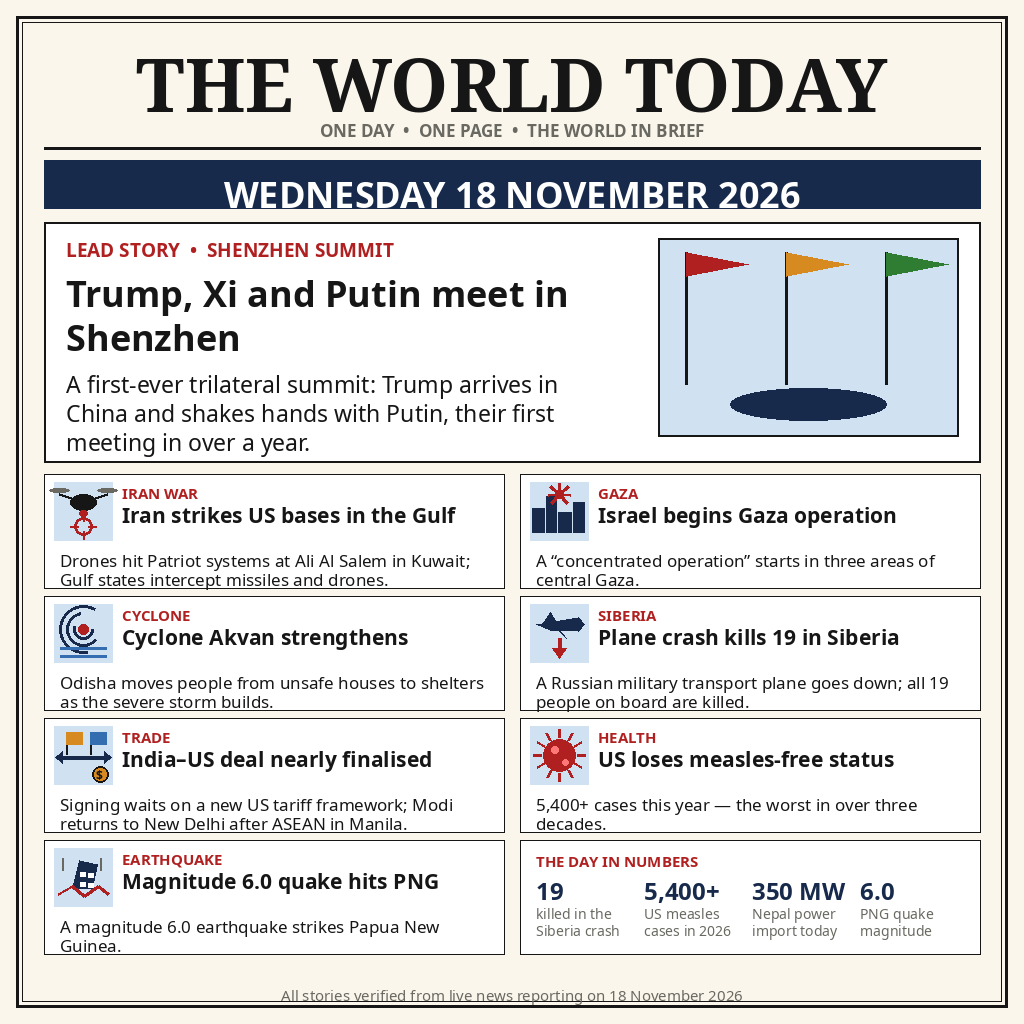 THE WORLD TODAY
ONE DAY • ONE PAGE • THE WORLD IN BRIEF
WEDNESDAY 18 NOVEMBER 2026
LEAD STORY • SHENZHEN SUMMIT
Trump, Xi and Putin meet in
Shenzhen
A first-ever trilateral summit: Trump arrives in
China and shakes hands with Putin, their first
meeting in over a year.
IRAN WAR
Iran strikes US bases in the Gulf
Drones hit Patriot systems at Ali Al Salem in Kuwait;
Gulf states intercept missiles and drones.
GAZA
Israel begins Gaza operation
A “concentrated operation” starts in three areas of
central Gaza.
CYCLONE
Cyclone Akvan strengthens
Odisha moves people from unsafe houses to shelters
as the severe storm builds.
SIBERIA
Plane crash kills 19 in Siberia
A Russian military transport plane goes down; all 19
people on board are killed.
TRADE
India–US deal nearly finalised
$
Signing waits on a new US tariff framework; Modi
returns to New Delhi after ASEAN in Manila.
HEALTH
US loses measles-free status
5,400+ cases this year — the worst in over three
decades.
EARTHQUAKE
Magnitude 6.0 quake hits PNG
A magnitude 6.0 earthquake strikes Papua New
Guinea.
THE DAY IN NUMBERS
19 5,400+ 350 MW 6.0
killed in the US measles Nepal power PNG quake
Siberia crash cases in 2026 import today magnitude
All stories verified from live news reporting on 18 November 2026